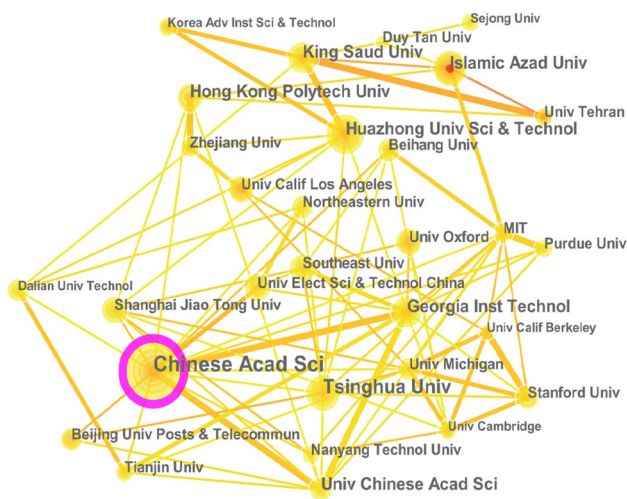 Sejong Univ
Korea Adv Inst Sci & Technol
Duy Tan Univ
King Saud Univ
Islamic Azad Univ
Hong Kong Polytech Univ
Univ Tehran
Huazhong Univ Sci & Technol
Zhejiang Univ
Beihang Univ
Univ Calif Los Angeles
Northeastern Univ
MIT
Univ Oxford
Purdue Univ
Southeast Univ
Dalian Univ Technol
Univ Elect Sci & Technol China
Shanghai Jiao Tong Univ
Georgia Inst Technol
Univ Calif Berkeley
Chinese Acad Sci
Univ Michigan
Tsinghua Univ
Stanford Univ
Univ Cambridge
Beijing Univ Posts & Telecommun
Nanyang Technol Univ
Tianjin Univ
Univ Chinese Acad Sci